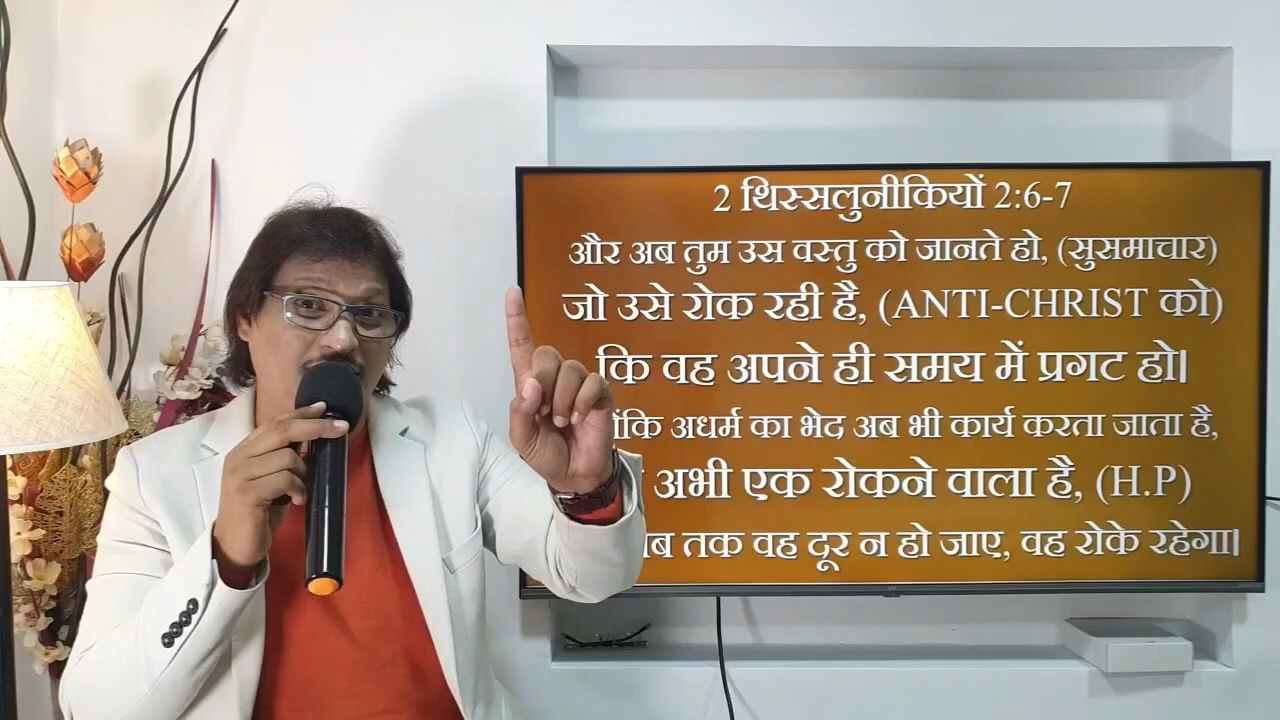 2 थिस्सलुनीकियों 2:6-7
और अब तुम उस वस्तु को जानते हो, (सुसमाचार)
जो उसे रोक रही है, (ANTI-CHRIST को)
कि वह अपने ही समय में प्रगट हो।
अधर्म का भेद अब भी कार्य करता जाता है,
अभी एक रोकने वाला है, (H.P)
तक वह दूर न हो जाए, वह रोके रहेगा।